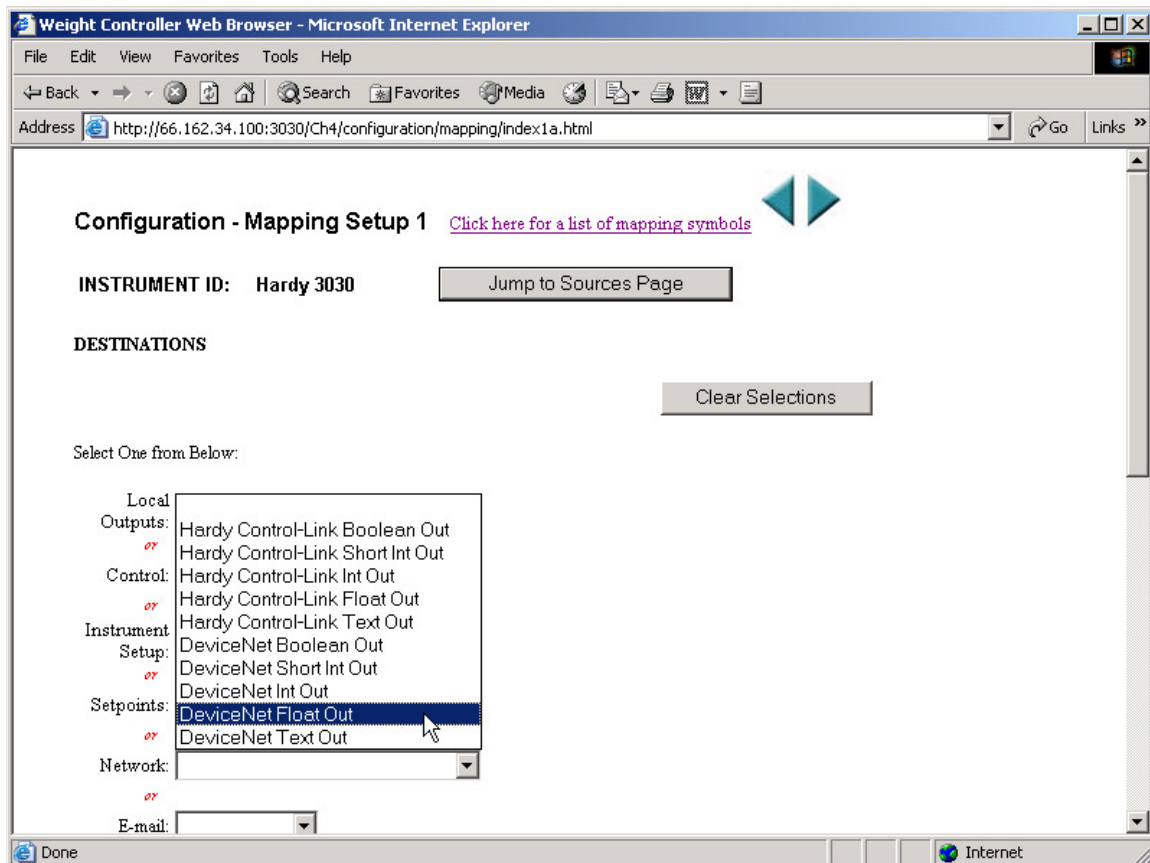 Weight Controller Web Browser - Microsoft Internet Explorer
File Edit View Favorites Tools Help
Back Search Favorites Media
Address http://66.162.34.100:3030/Ch4/configuration/mapping/index1a.html Go Links »
Configuration - Mapping Setup 1 Click here for a list of mapping symbols
INSTRUMENT ID: Hardy 3030 Jump to Sources Page
DESTINATIONS
Clear Selections
Select One from Below:
Local
Outputs:
or
Control:
or
Instrument
Setup:
or
Setpoints:
or
Hardy Control-Link Boolean Out
Hardy Control-Link Short Int Out
Hardy Control-Link Int Out
Hardy Control-Link Float Out
Hardy Control-Link Text Out
DeviceNet Boolean Out
DeviceNet Short Int Out
DeviceNet Int Out
DeviceNet Float Out
DeviceNet Text Out
Network:
or
E-mail:
Done Internet